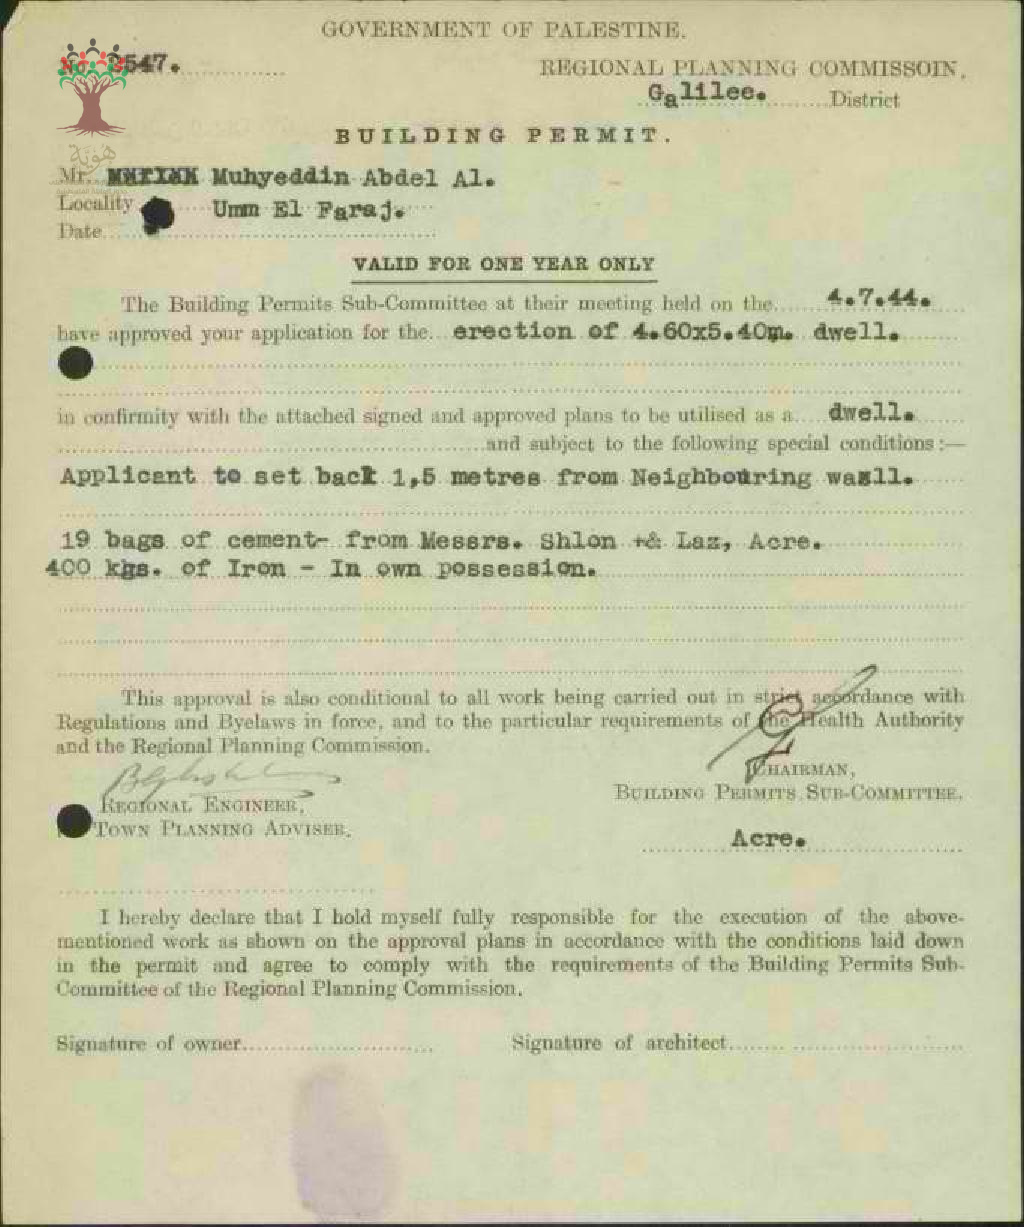 GOVERNMENT OF PALESTINE.
No. 2547.
REGIONAL PLANNING COMMISSOIN,
Galilee. District
BUILDING PERMIT.
هوية
Mr. Muhyeddin Abdel Al.
Locality Umm El Faraj.
Date
VALID FOR ONE YEAR ONLY
The Building Permits Sub-Committee at their meeting held on the 4.7.44.
have approved your application for the erection of 4.60x5.40m. dwell.
in confirmity with the attached signed and approved plans to be utilised as a dwell.
and subject to the following special conditions :—
Applicant to set back 1,5 metres from Neighbouring wall.
19 bags of cement- from Messrs. Shlon & Laz, Acre.
400 kgs. of Iron - In own possession.
This approval is also conditional to all work being carried out in strict accordance with
Regulations and Byelaws in force, and to the particular requirements of the Health Authority
and the Regional Planning Commission.
CHAIRMAN,
BUILDING PERMITS SUB-COMMITTEE.
REGIONAL ENGINEER,
TOWN PLANNING ADVISER.
Acre.
I hereby declare that I hold myself fully responsible for the execution of the above-
mentioned work as shown on the approval plans in accordance with the conditions laid down
in the permit and agree to comply with the requirements of the Building Permits Sub-
Committee of the Regional Planning Commission.
Signature of owner
Signature of architect